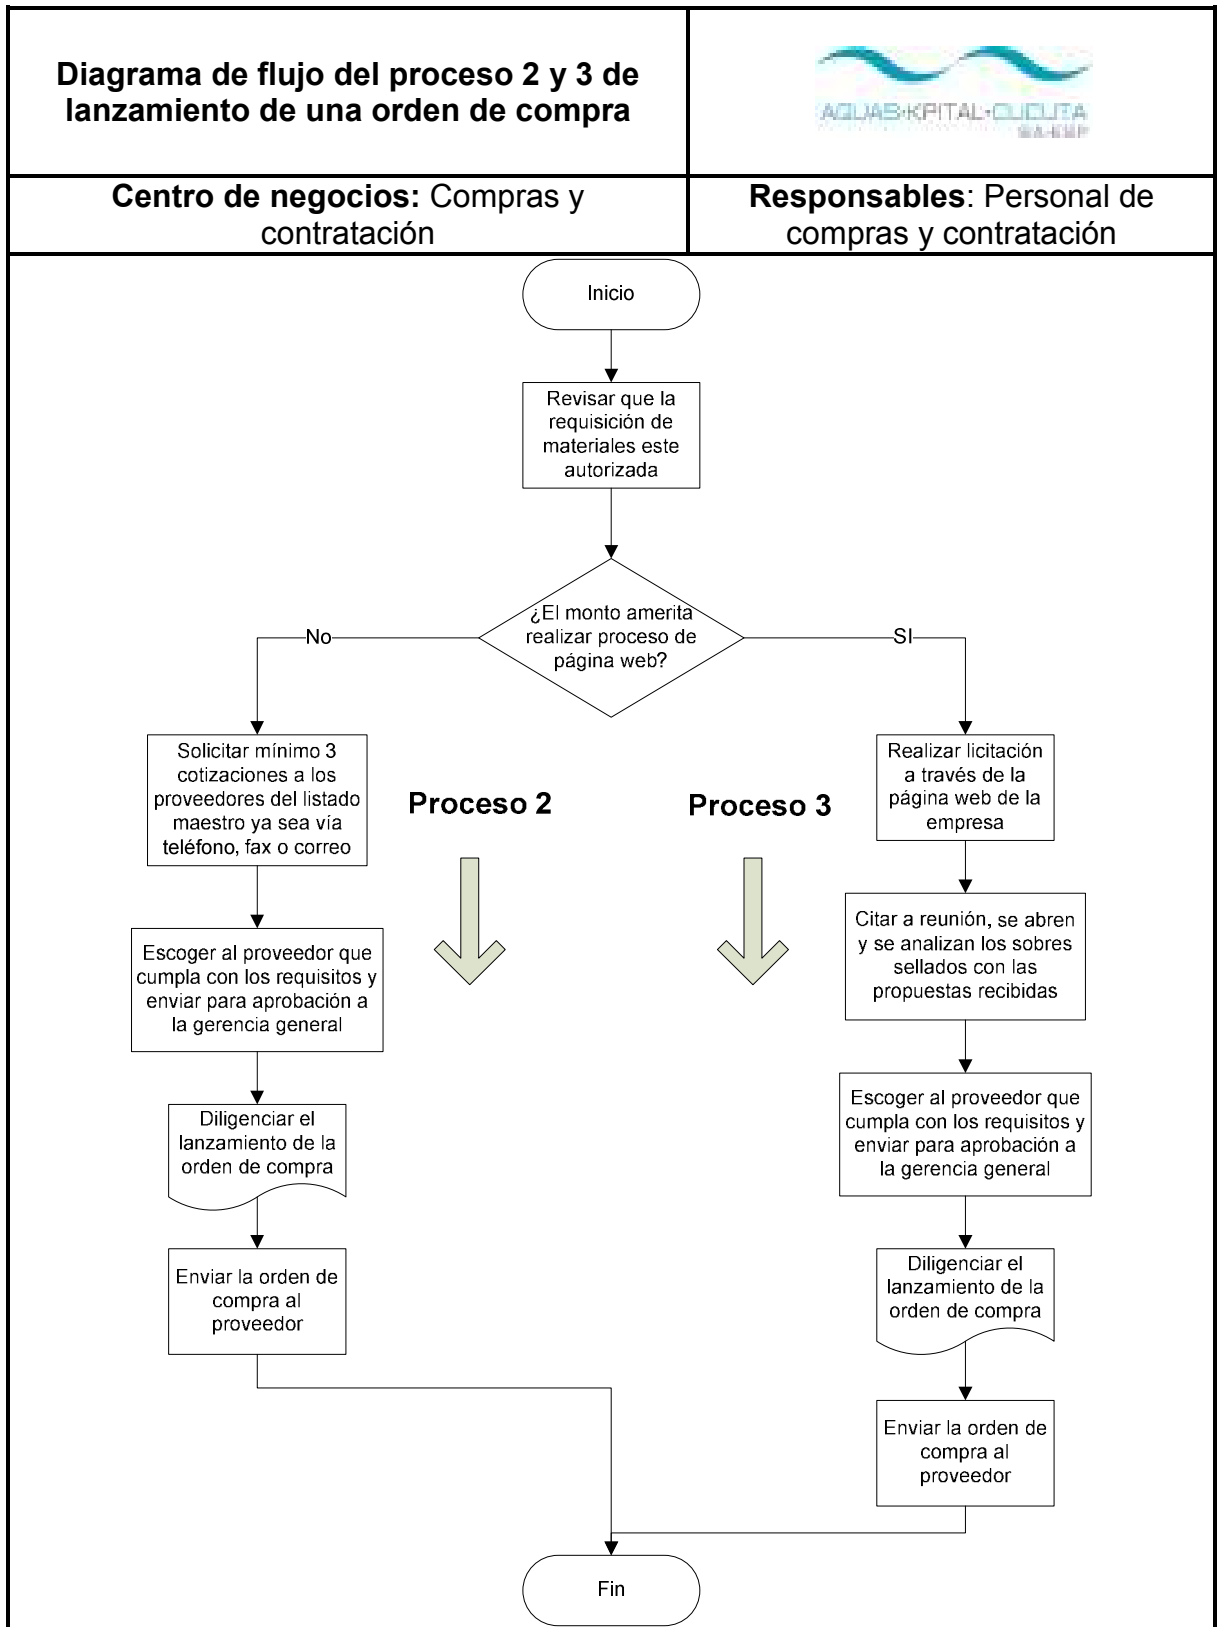 Diagrama de flujo del proceso 2 y 3 de
lanzamiento de una orden de compra
AGUAS•KPITAL•CUCUTA
SA•ESP
Centro de negocios: Compras y
contratación
Responsables: Personal de
compras y contratación
Inicio
Revisar que la
requisición de
materiales este
autorizada
¿El monto amerita
realizar proceso de
página web?
No
SI
Solicitar mínimo 3
cotizaciones a los
proveedores del listado
maestro ya sea vía
teléfono, fax o correo
Proceso 2
Proceso 3
Realizar licitación
a través de la
página web de la
empresa
Escoger al proveedor que
cumpla con los requisitos y
enviar para aprobación a
la gerencia general
Citar a reunión, se abren
y se analizan los sobres
sellados con las
propuestas recibidas
Diligenciar el
lanzamiento de la
orden de compra
Escoger al proveedor que
cumpla con los requisitos y
enviar para aprobación a
la gerencia general
Enviar la orden de
compra al
proveedor
Diligenciar el
lanzamiento de la
orden de compra
Enviar la orden de
compra al
proveedor
Fin